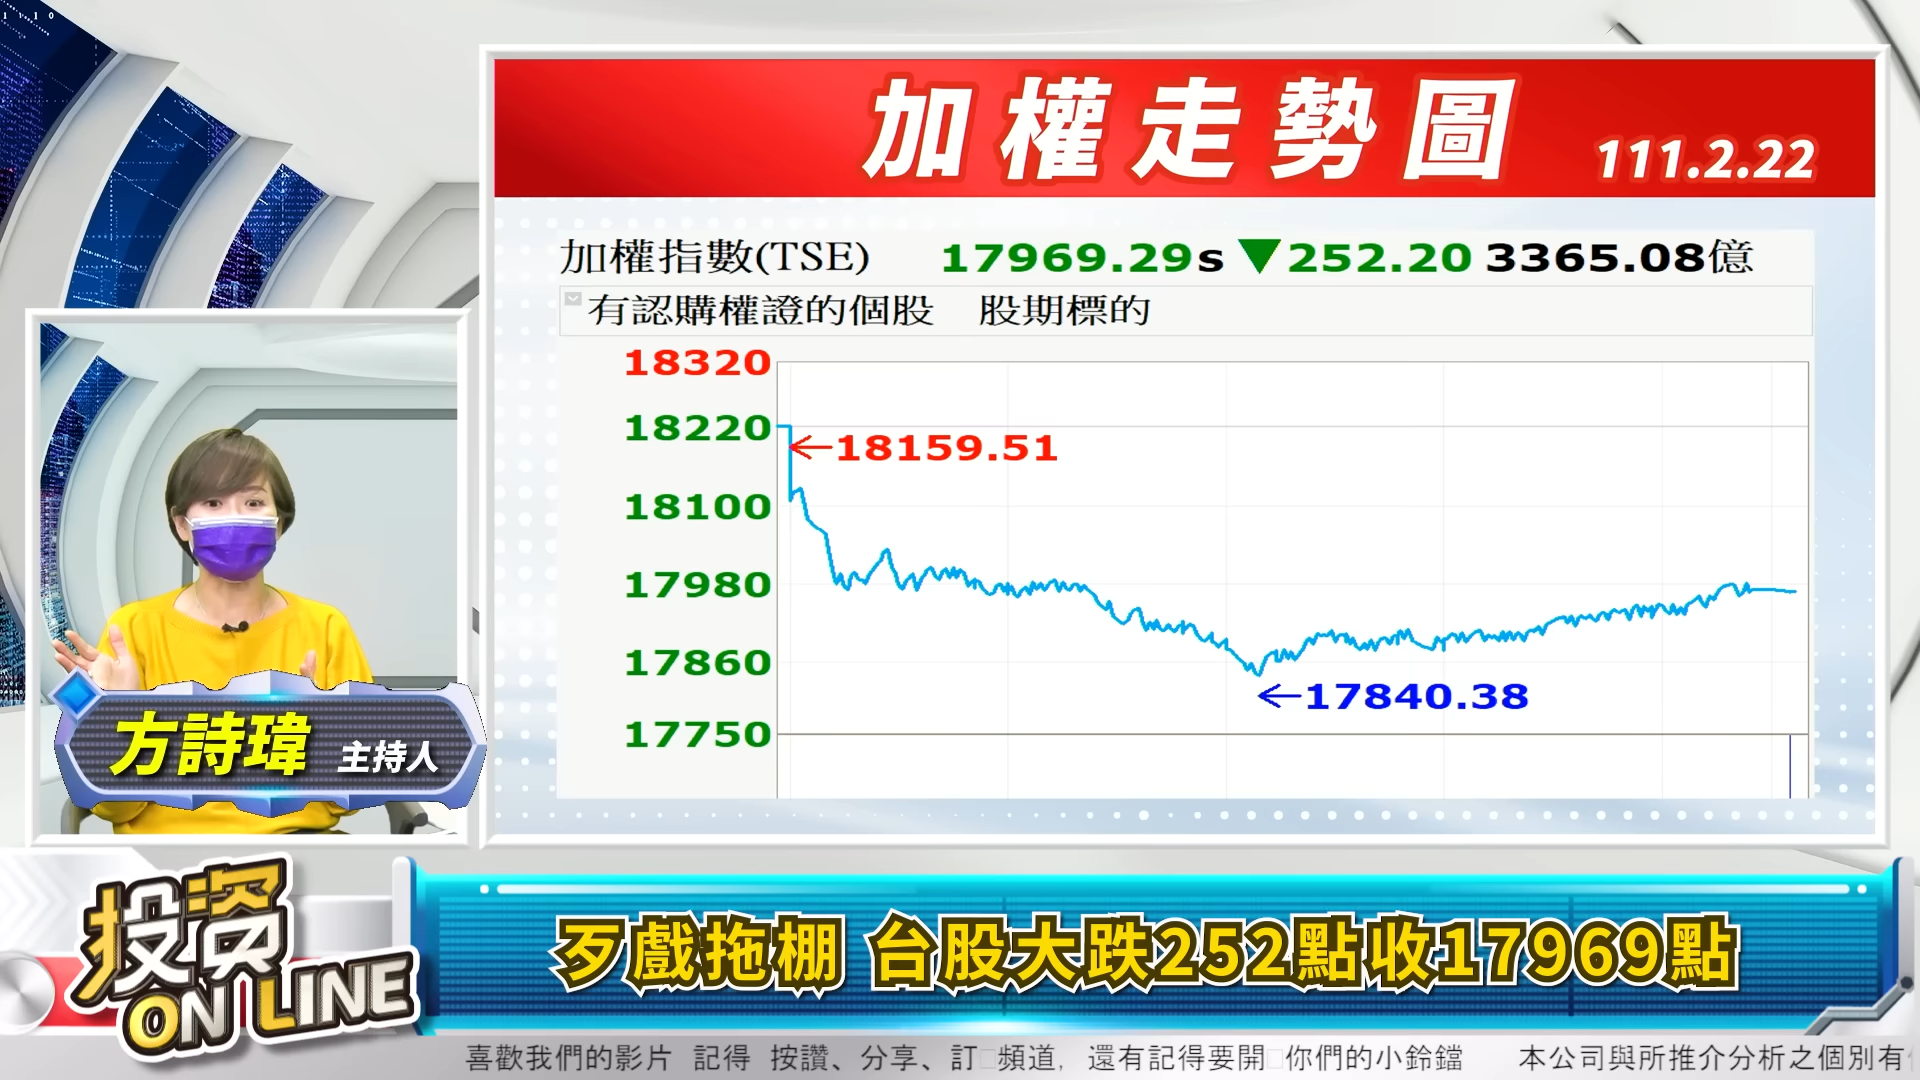 1 1 1 0
加權走勢圖 111.2.22
加權指數(TSE) 17969.29s ▼252.20 3365.08億
有認購權證的個股 股期標的
18320
18220
←18159.51
18100
17980
17860
←17840.38
17750
方詩瑋 主持人
投資
ON LINE
歹戲拖棚 台股大跌252點收17969點
喜歡我們的影片 記得 按讚、分享、訂□頻道, 還有記得要開□你們的小鈴鐺 本公司與所推介分析之個別有